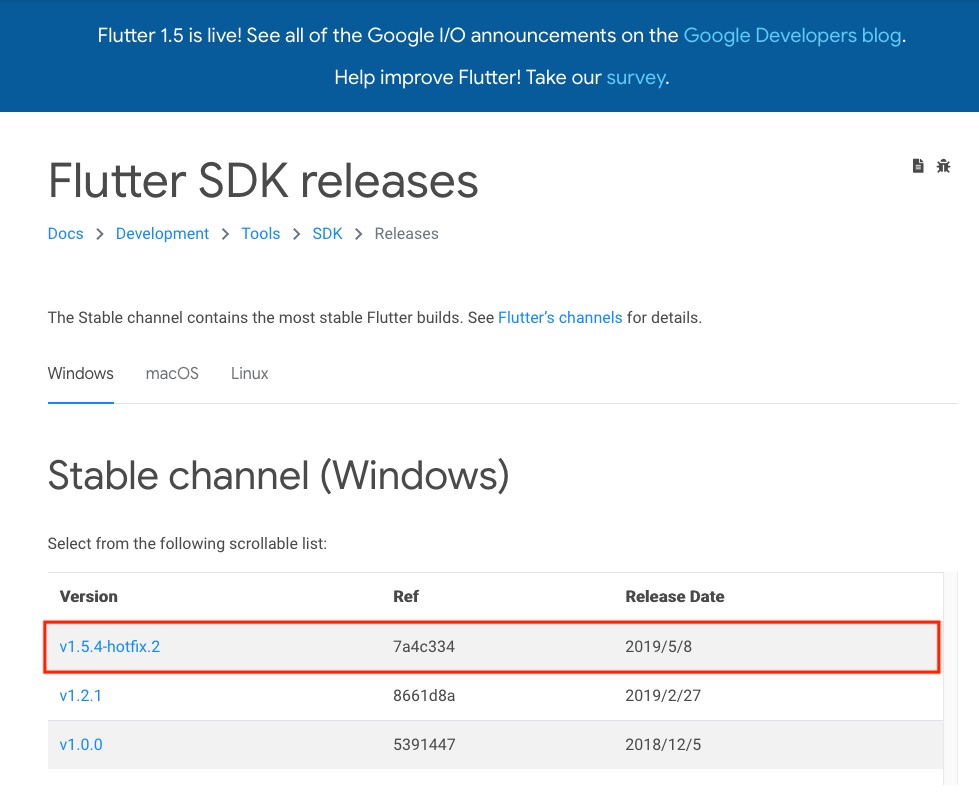 Flutter 1.5 is live! See all of the Google I/O announcements on the Google Developers blog.
Help improve Flutter! Take our survey.
Flutter SDK releases
Docs > Development > Tools > SDK > Releases
The Stable channel contains the most stable Flutter builds. See Flutter's channels for details.
Windows macOS Linux
Stable channel (Windows)
Select from the following scrollable list:
Version Ref Release Date
v1.5.4-hotfix.2 7a4c334 2019/5/8
v1.2.1 8661d8a 2019/2/27
v1.0.0 5391447 2018/12/5